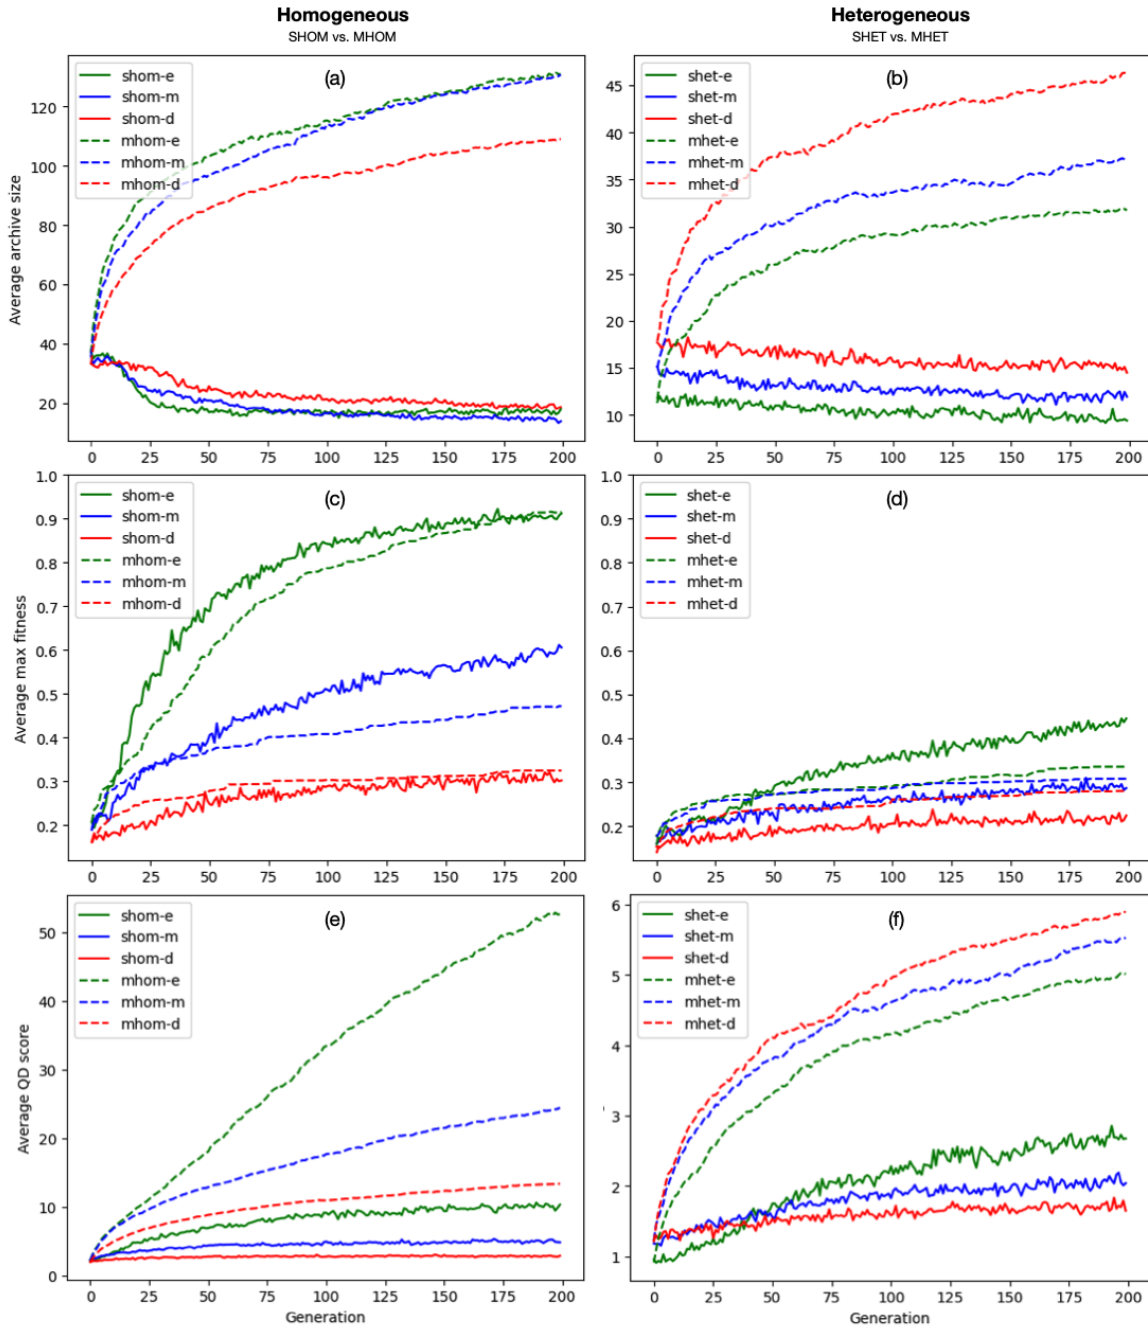 Homogeneous
SHOM vs. MHOM
Heterogeneous
SHET vs. MHET
(a)
shom-e
shom-m
shom-d
mhom-e
mhom-m
mhom-d
Average archive size
120
100
80
60
40
20
0 25 50 75 100 125 150 175 200
(b)
shet-e
shet-m
shet-d
mhet-e
mhet-m
mhet-d
45
40
35
30
25
20
15
10
0 25 50 75 100 125 150 175 200
(c)
shom-e
shom-m
shom-d
mhom-e
mhom-m
mhom-d
Average max fitness
1.0
0.9
0.8
0.7
0.6
0.5
0.4
0.3
0.2
0 25 50 75 100 125 150 175 200
(d)
shet-e
shet-m
shet-d
mhet-e
mhet-m
mhet-d
1.0
0.9
0.8
0.7
0.6
0.5
0.4
0.3
0.2
0 25 50 75 100 125 150 175 200
(e)
shom-e
shom-m
shom-d
mhom-e
mhom-m
mhom-d
Average QD score
50
40
30
20
10
0
0 25 50 75 100 125 150 175 200
Generation
(f)
shet-e
shet-m
shet-d
mhet-e
mhet-m
mhet-d
6
5
4
3
2
1
0 25 50 75 100 125 150 175 200
Generation